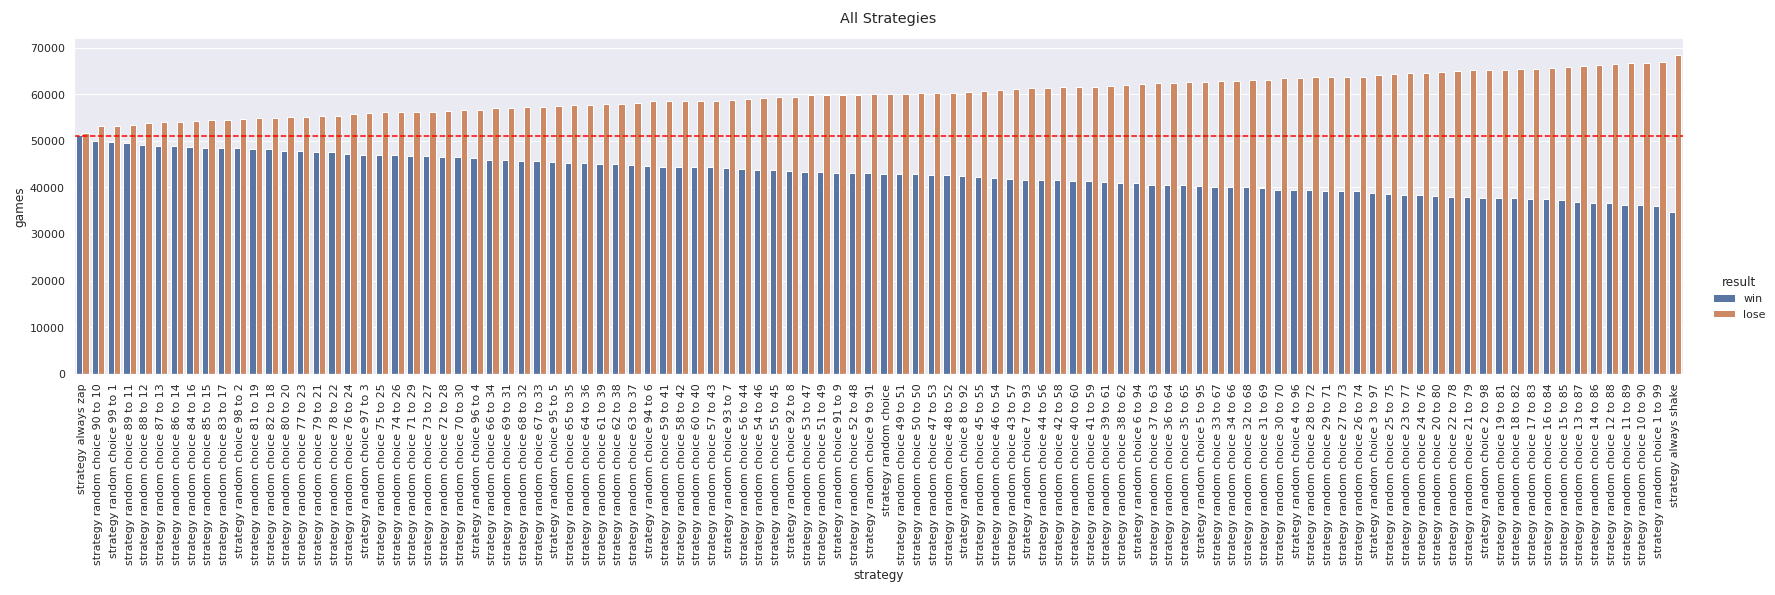 All Strategies
70000
60000
50000
40000
30000
20000
10000
0
games
strategy always zap
strategy random choice 90 to 10
strategy random choice 99 to 1
strategy random choice 89 to 11
strategy random choice 88 to 12
strategy random choice 87 to 13
strategy random choice 86 to 14
strategy random choice 84 to 16
strategy random choice 85 to 15
strategy random choice 83 to 17
strategy random choice 98 to 2
strategy random choice 81 to 19
strategy random choice 82 to 18
strategy random choice 80 to 20
strategy random choice 77 to 23
strategy random choice 79 to 21
strategy random choice 78 to 22
strategy random choice 76 to 24
strategy random choice 97 to 3
strategy random choice 75 to 25
strategy random choice 74 to 26
strategy random choice 71 to 29
strategy random choice 73 to 27
strategy random choice 72 to 28
strategy random choice 70 to 30
strategy random choice 96 to 4
strategy random choice 66 to 34
strategy random choice 69 to 31
strategy random choice 68 to 32
strategy random choice 67 to 33
strategy random choice 95 to 5
strategy random choice 65 to 35
strategy random choice 64 to 36
strategy random choice 61 to 39
strategy random choice 62 to 38
strategy random choice 63 to 37
strategy random choice 94 to 6
strategy random choice 59 to 41
strategy random choice 58 to 42
strategy random choice 60 to 40
strategy random choice 57 to 43
strategy random choice 93 to 7
strategy random choice 56 to 44
strategy random choice 54 to 46
strategy random choice 55 to 45
strategy random choice 92 to 8
strategy random choice 53 to 47
strategy random choice 51 to 49
strategy random choice 91 to 9
strategy random choice 52 to 48
strategy random choice 9 to 91
strategy random choice
strategy random choice 49 to 51
strategy random choice 50 to 50
strategy random choice 47 to 53
strategy random choice 48 to 52
strategy random choice 8 to 92
strategy random choice 45 to 55
strategy random choice 46 to 54
strategy random choice 43 to 57
strategy random choice 7 to 93
strategy random choice 44 to 56
strategy random choice 42 to 58
strategy random choice 40 to 60
strategy random choice 41 to 59
strategy random choice 39 to 61
strategy random choice 38 to 62
strategy random choice 6 to 94
strategy random choice 37 to 63
strategy random choice 36 to 64
strategy random choice 35 to 65
strategy random choice 5 to 95
strategy random choice 33 to 67
strategy random choice 34 to 66
strategy random choice 32 to 68
strategy random choice 31 to 69
strategy random choice 30 to 70
strategy random choice 4 to 96
strategy random choice 28 to 72
strategy random choice 29 to 71
strategy random choice 27 to 73
strategy random choice 26 to 74
strategy random choice 3 to 97
strategy random choice 25 to 75
strategy random choice 23 to 77
strategy random choice 24 to 76
strategy random choice 20 to 80
strategy random choice 22 to 78
strategy random choice 21 to 79
strategy random choice 2 to 98
strategy random choice 19 to 81
strategy random choice 18 to 82
strategy random choice 17 to 83
strategy random choice 16 to 84
strategy random choice 15 to 85
strategy random choice 13 to 87
strategy random choice 14 to 86
strategy random choice 12 to 88
strategy random choice 11 to 89
strategy random choice 10 to 90
strategy random choice 1 to 99
strategy always shake
strategy
result
win
lose